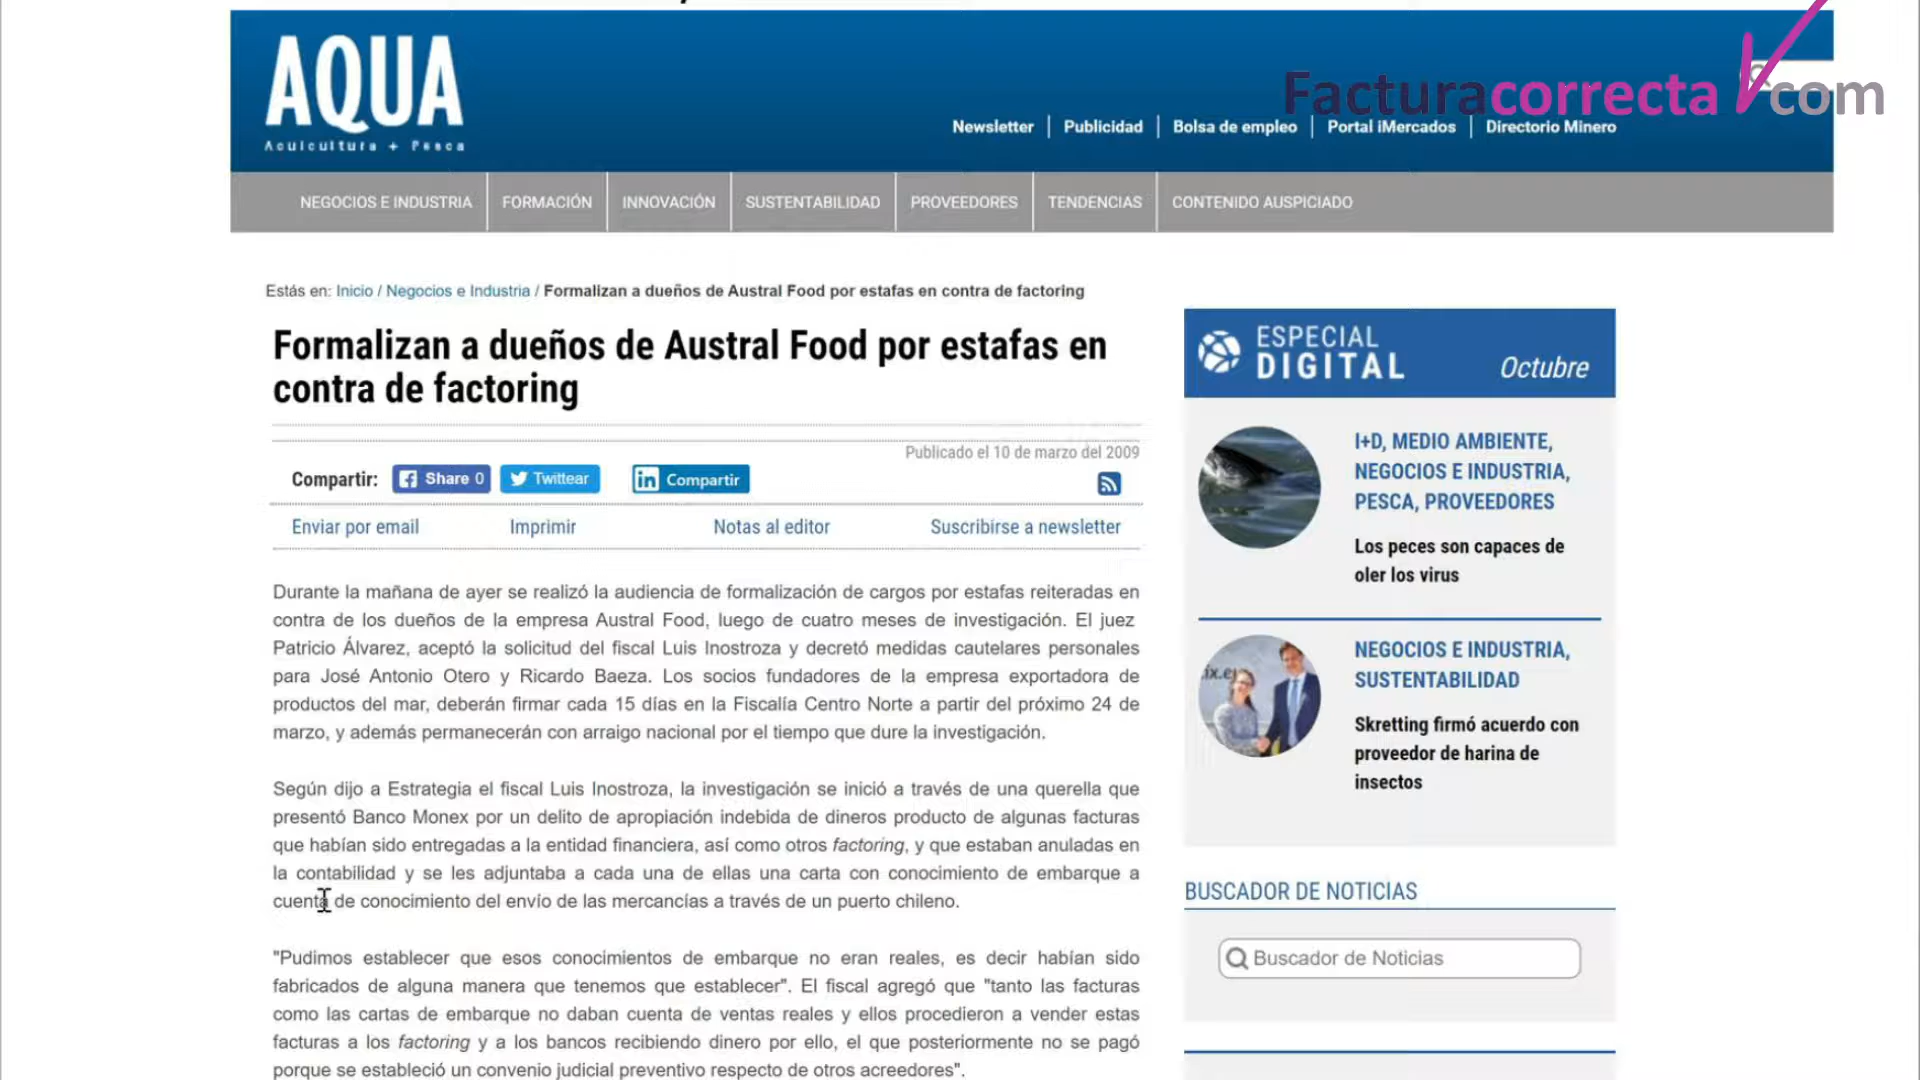 AQUA
Acuicultura + Pesca
Facturacorrecta com
Newsletter
Publicidad
Bolsa de empleo
Portal iMercados
Directorio Minero
NEGOCIOS E INDUSTRIA
FORMACIÓN
INNOVACIÓN
SUSTENTABILIDAD
PROVEEDORES
TENDENCIAS
CONTENIDO AUSPICIADO
Estás en: Inicio / Negocios e Industria / Formalizan a dueños de Austral Food por estafas en contra de factoring
Formalizan a dueños de Austral Food por estafas en
contra de factoring
Publicado el 10 de marzo del 2009
Compartir:
Share 0
Twittear
in Compartir
Enviar por email
Imprimir
Notas al editor
Suscribirse a newsletter
Durante la mañana de ayer se realizó la audiencia de formalización de cargos por estafas reiteradas en
contra de los dueños de la empresa Austral Food, luego de cuatro meses de investigación. El juez
Patricio Álvarez, aceptó la solicitud del fiscal Luis Inostroza y decretó medidas cautelares personales
para José Antonio Otero y Ricardo Baeza. Los socios fundadores de la empresa exportadora de
productos del mar, deberán firmar cada 15 días en la Fiscalía Centro Norte a partir del próximo 24 de
marzo, y además permanecerán con arraigo nacional por el tiempo que dure la investigación.
Según dijo a Estrategia el fiscal Luis Inostroza, la investigación se inició a través de una querella que
presentó Banco Monex por un delito de apropiación indebida de dineros producto de algunas facturas
que habían sido entregadas a la entidad financiera, así como otros factoring, y que estaban anuladas en
la contabilidad y se les adjuntaba a cada una de ellas una carta con conocimiento de embarque a
cuenta de conocimiento del envío de las mercancías a través de un puerto chileno.
"Pudimos establecer que esos conocimientos de embarque no eran reales, es decir habían sido
fabricados de alguna manera que tenemos que establecer". El fiscal agregó que "tanto las facturas
como las cartas de embarque no daban cuenta de ventas reales y ellos procedieron a vender estas
facturas a los factoring y a los bancos recibiendo dinero por ello, el que posteriormente no se pagó
porque se estableció un convenio judicial preventivo respecto de otros acreedores".
ESPECIAL
DIGITAL
Octubre
I+D, MEDIO AMBIENTE,
NEGOCIOS E INDUSTRIA,
PESCA, PROVEEDORES
Los peces son capaces de
oler los virus
NEGOCIOS E INDUSTRIA,
SUSTENTABILIDAD
Skretting firmó acuerdo con
proveedor de harina de
insectos
BUSCADOR DE NOTICIAS
Buscador de Noticias